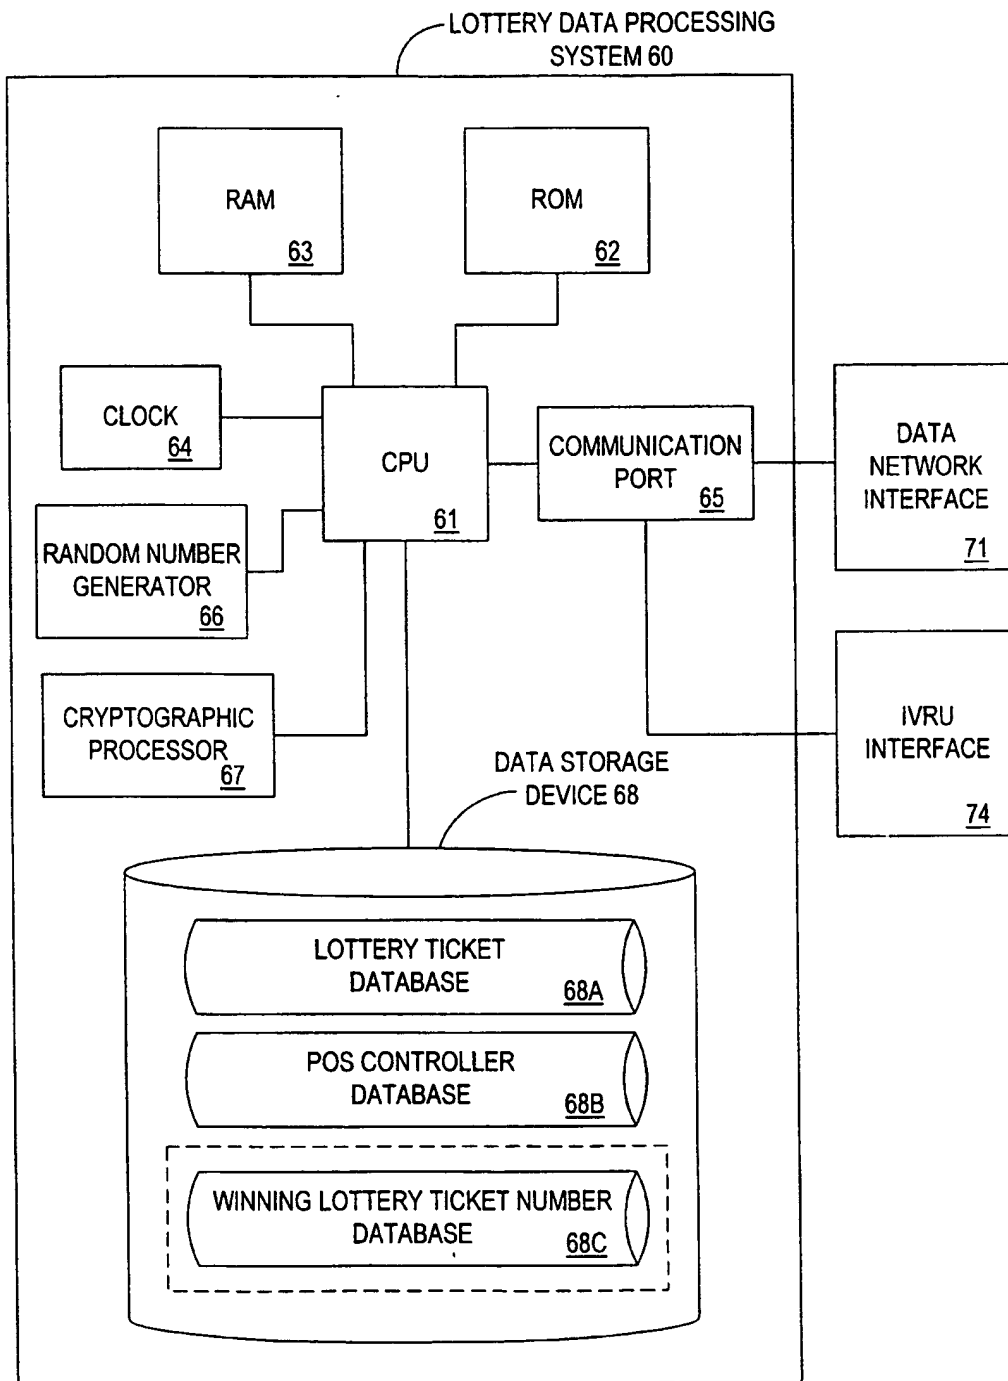 LOTTERY DATA PROCESSING
SYSTEM 60
RAM
63
ROM
62
CLOCK
64
CPU
61
COMMUNICATION
PORT
65
DATA
NETWORK
INTERFACE
71
RANDOM NUMBER
GENERATOR
66
CRYPTOGRAPHIC
PROCESSOR
67
IVRU
INTERFACE
74
DATA STORAGE
DEVICE 68
LOTTERY TICKET
DATABASE
68A
POS CONTROLLER
DATABASE
68B
WINNING LOTTERY TICKET NUMBER
DATABASE
68C